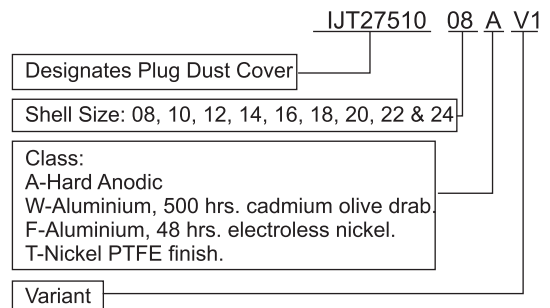 IJT27510 08 A V1
Designates Plug Dust Cover
Shell Size: 08, 10, 12, 14, 16, 18, 20, 22 & 24
Class:
A-Hard Anodic
W-Aluminium, 500 hrs. cadmium olive drab.
F-Aluminium, 48 hrs. electroless nickel.
T-Nickel PTFE finish.
Variant